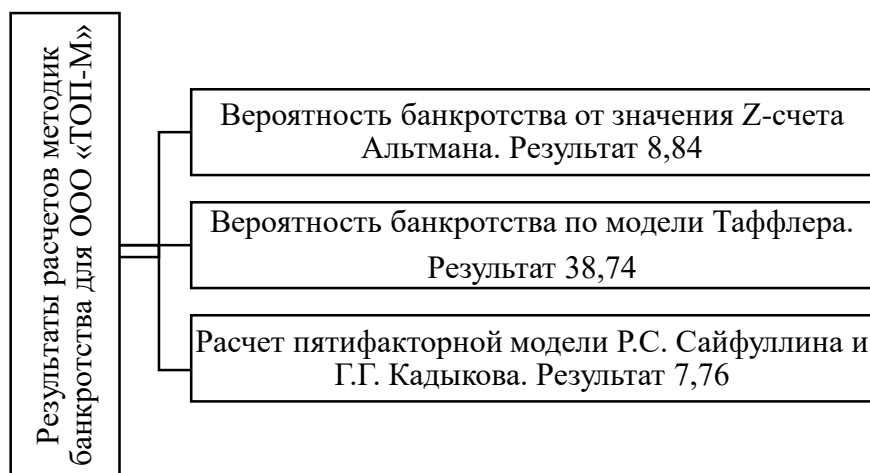 Результаты расчетов методик
банкротства для ООО «ТОП-М»
Вероятность банкротства от значения Z-счета
Альтмана. Результат 8,84
Вероятность банкротства по модели Таффлера.
Результат 38,74
Расчет пятифакторной модели Р.С. Сайфуллина и
Г.Г. Кадыкова. Результат 7,76